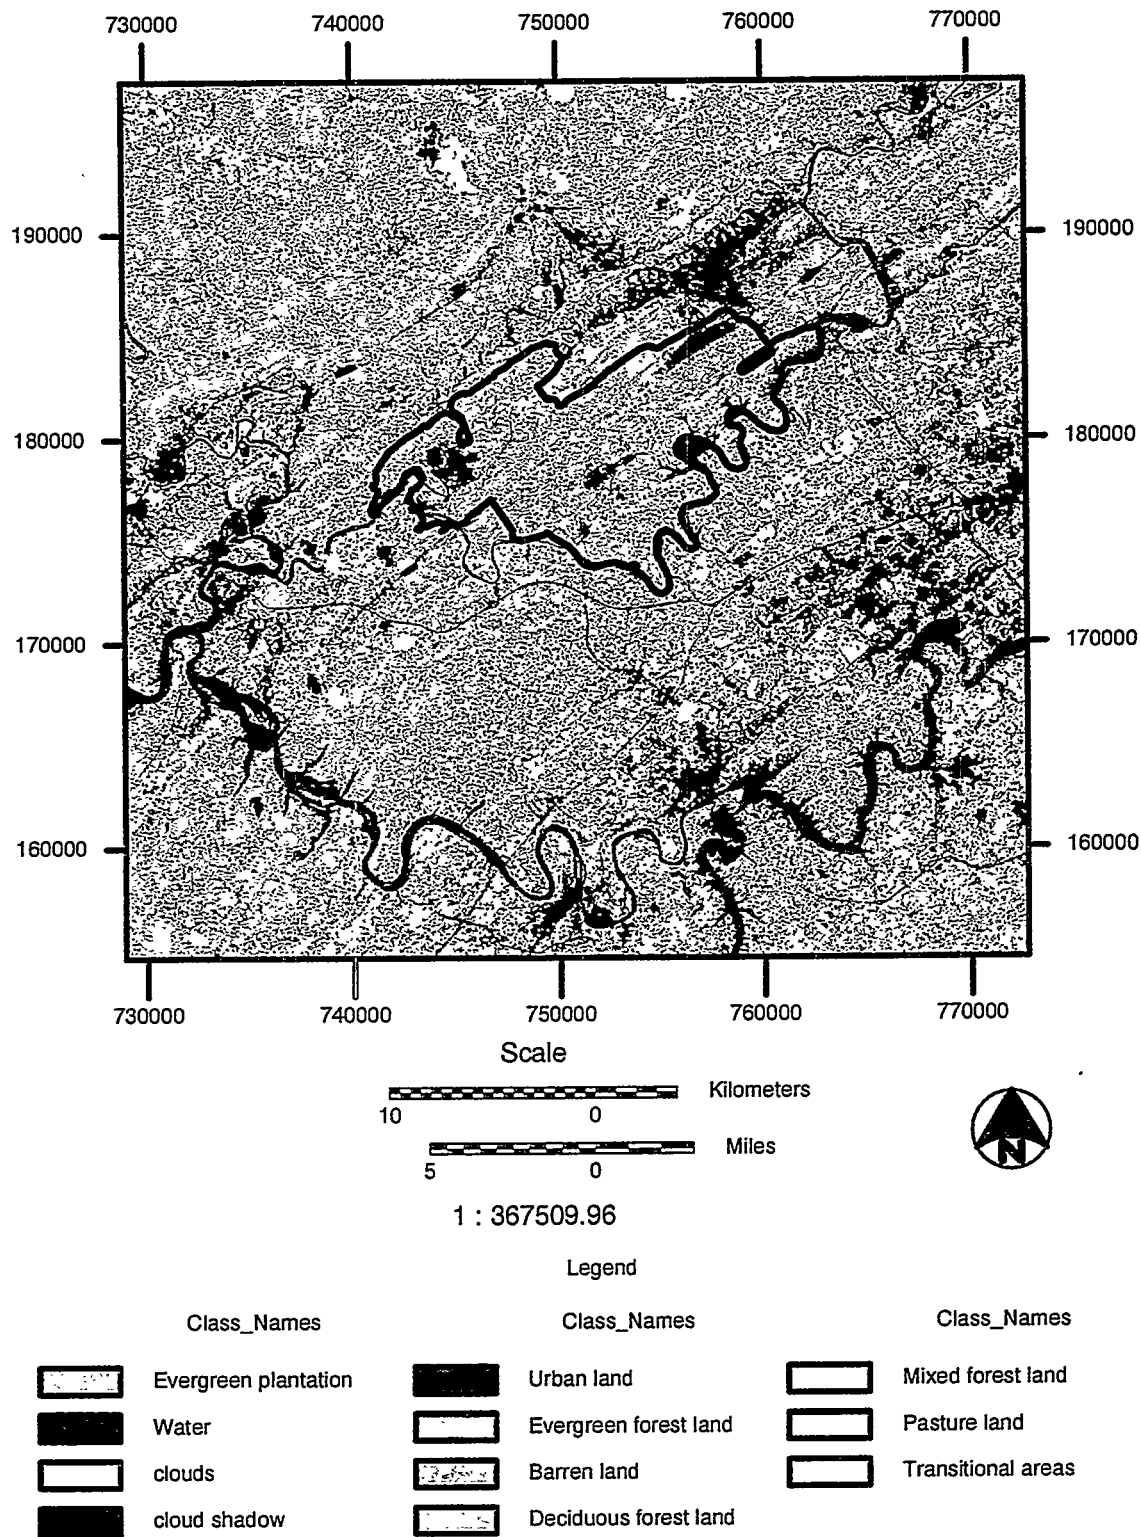 730000 740000 750000 760000 770000
190000 190000
180000 180000
170000 170000
160000 160000
730000 740000 750000 760000 770000
Scale
Kilometers
10 0
Miles
5 0
N
1 : 367509.96
Legend
Class_Names Class_Names Class_Names
Evergreen plantation Urban land Mixed forest land
Water Evergreen forest land Pasture land
clouds Barren land Transitional areas
cloud shadow Deciduous forest land